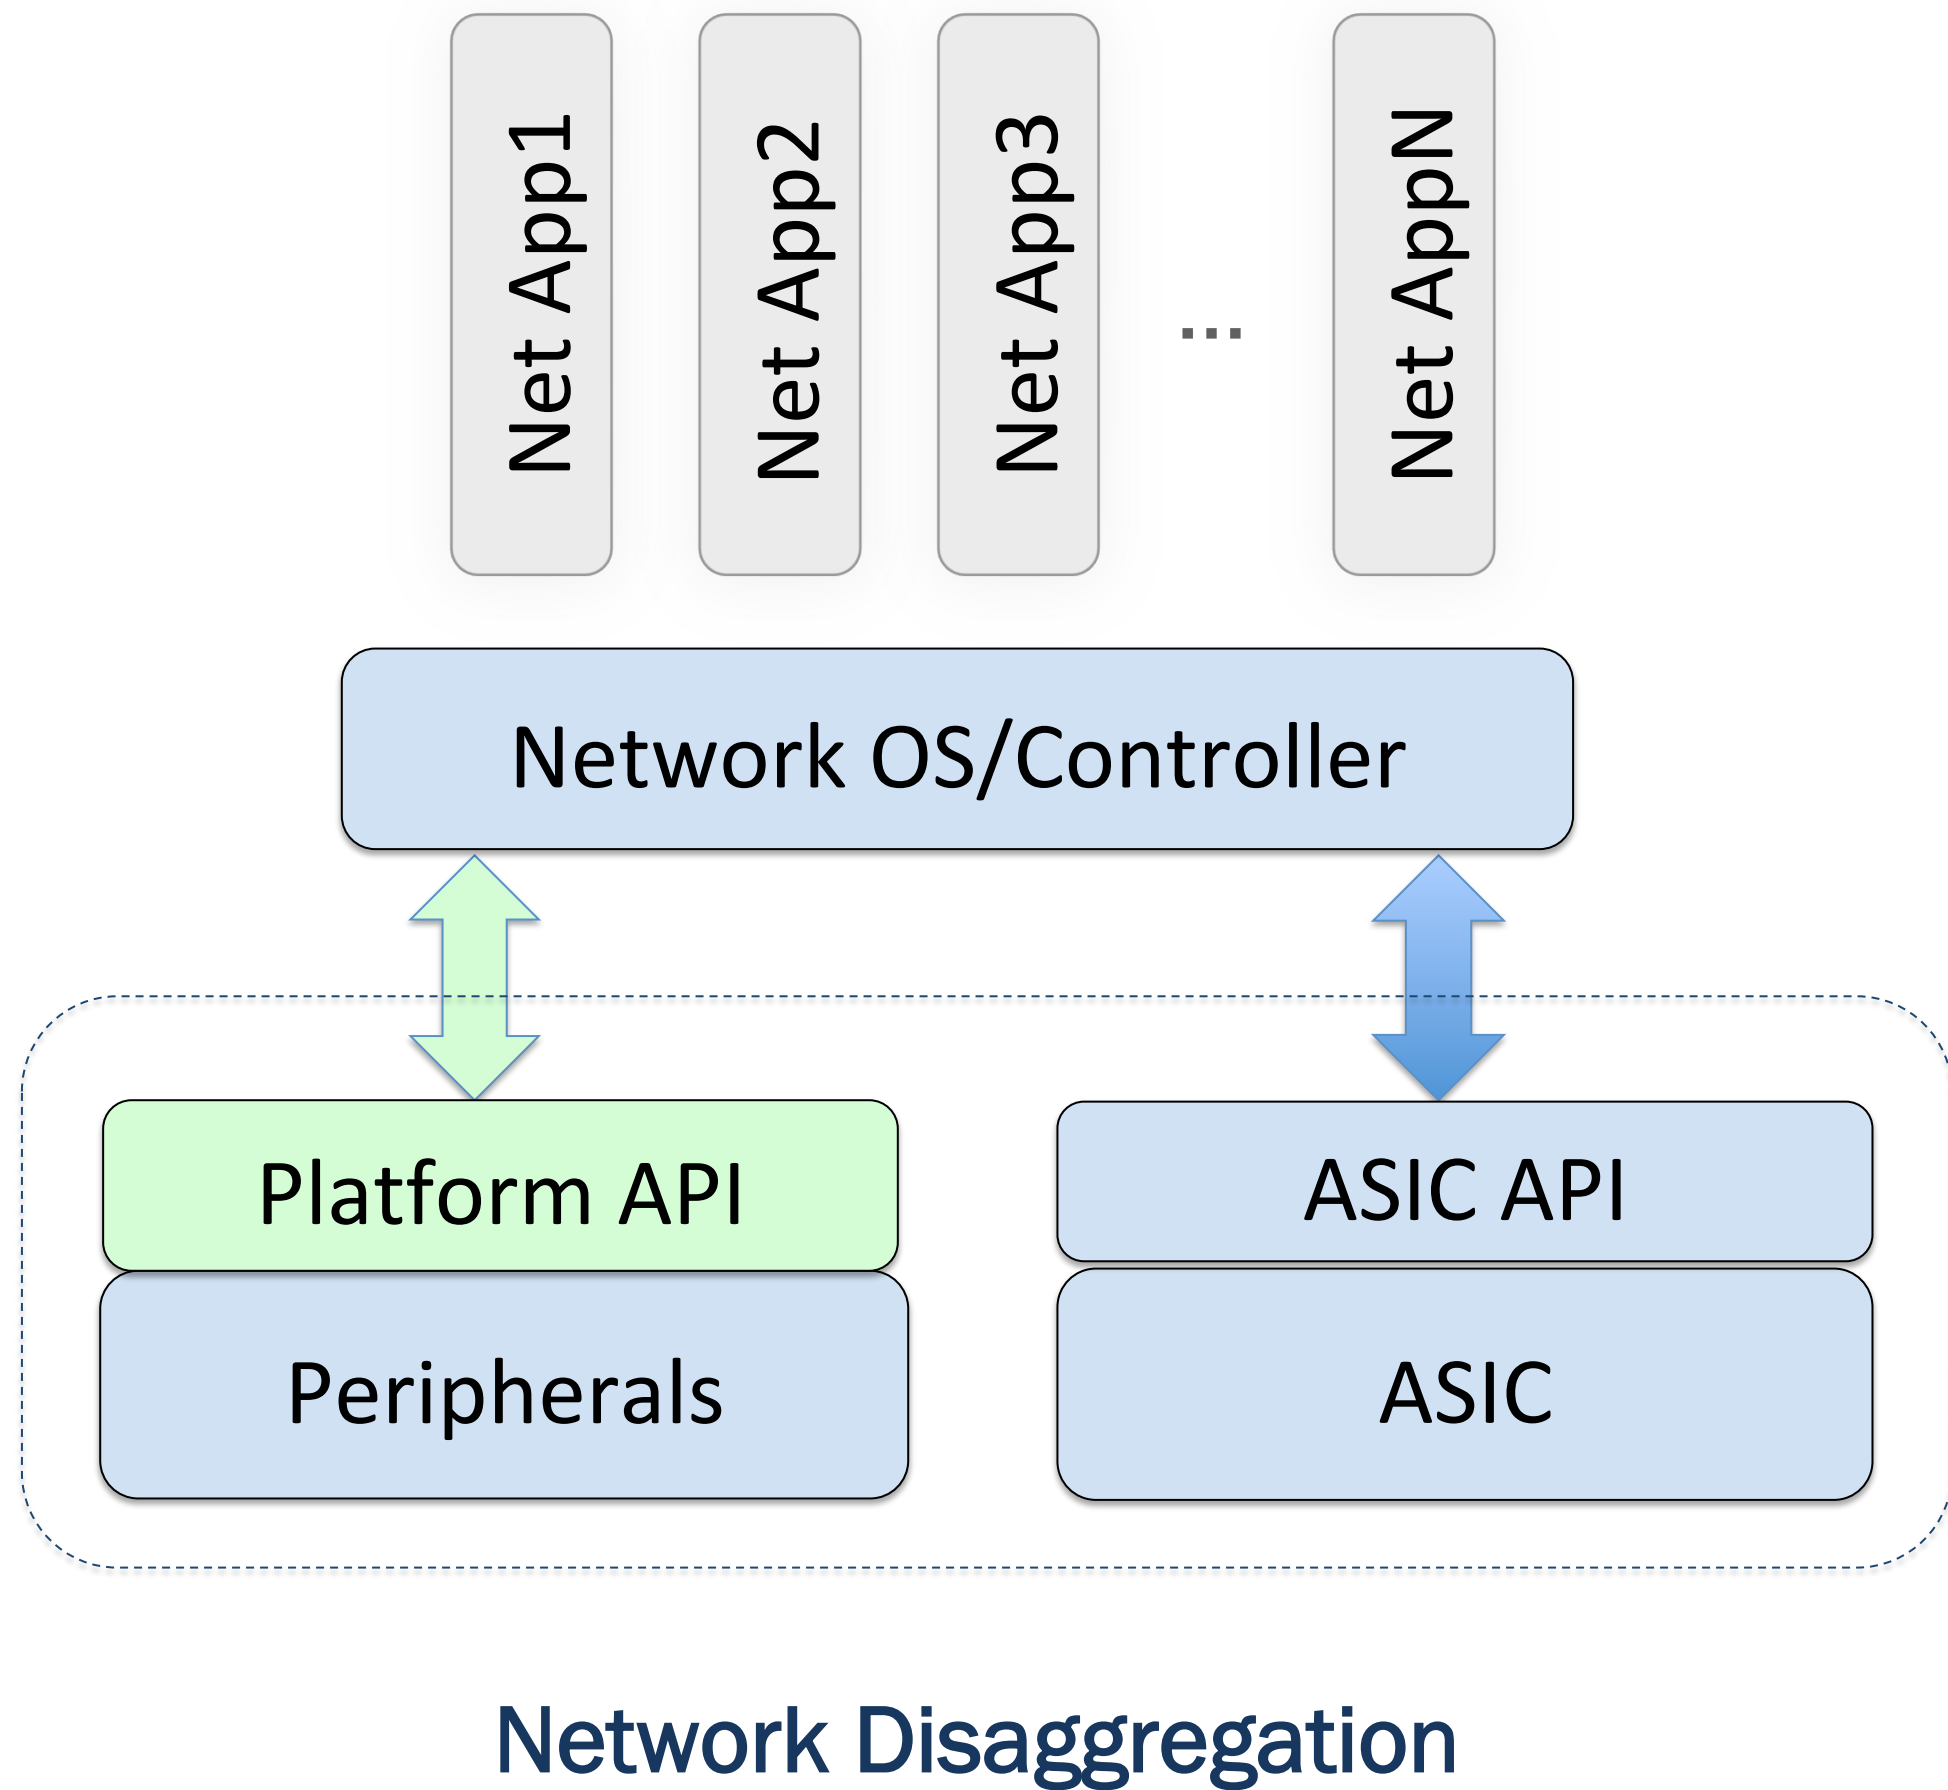 Net App1
Net App2
Net App3
...
Net AppN
Network OS/Controller
Platform API
ASIC API
Peripherals
ASIC
Network Disaggregation